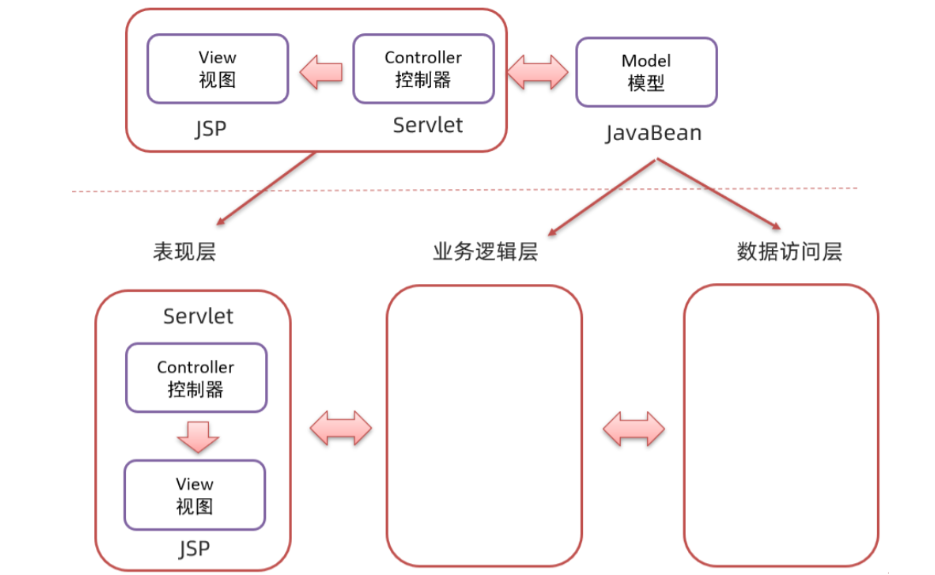 View
视图
Controller
控制器
Model
模型
JSP
Servlet
JavaBean
表现层
业务逻辑层
数据访问层
Servlet
Controller
控制器
View
视图
JSP